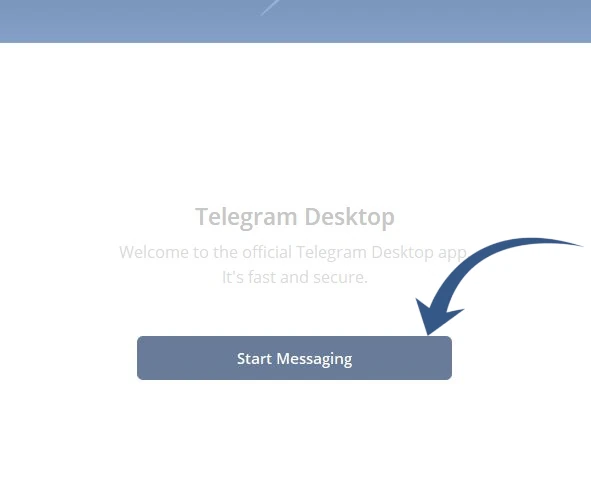 Telegram Desktop
Welcome to the official Telegram Desktop app.
It's fast and secure.
Start Messaging